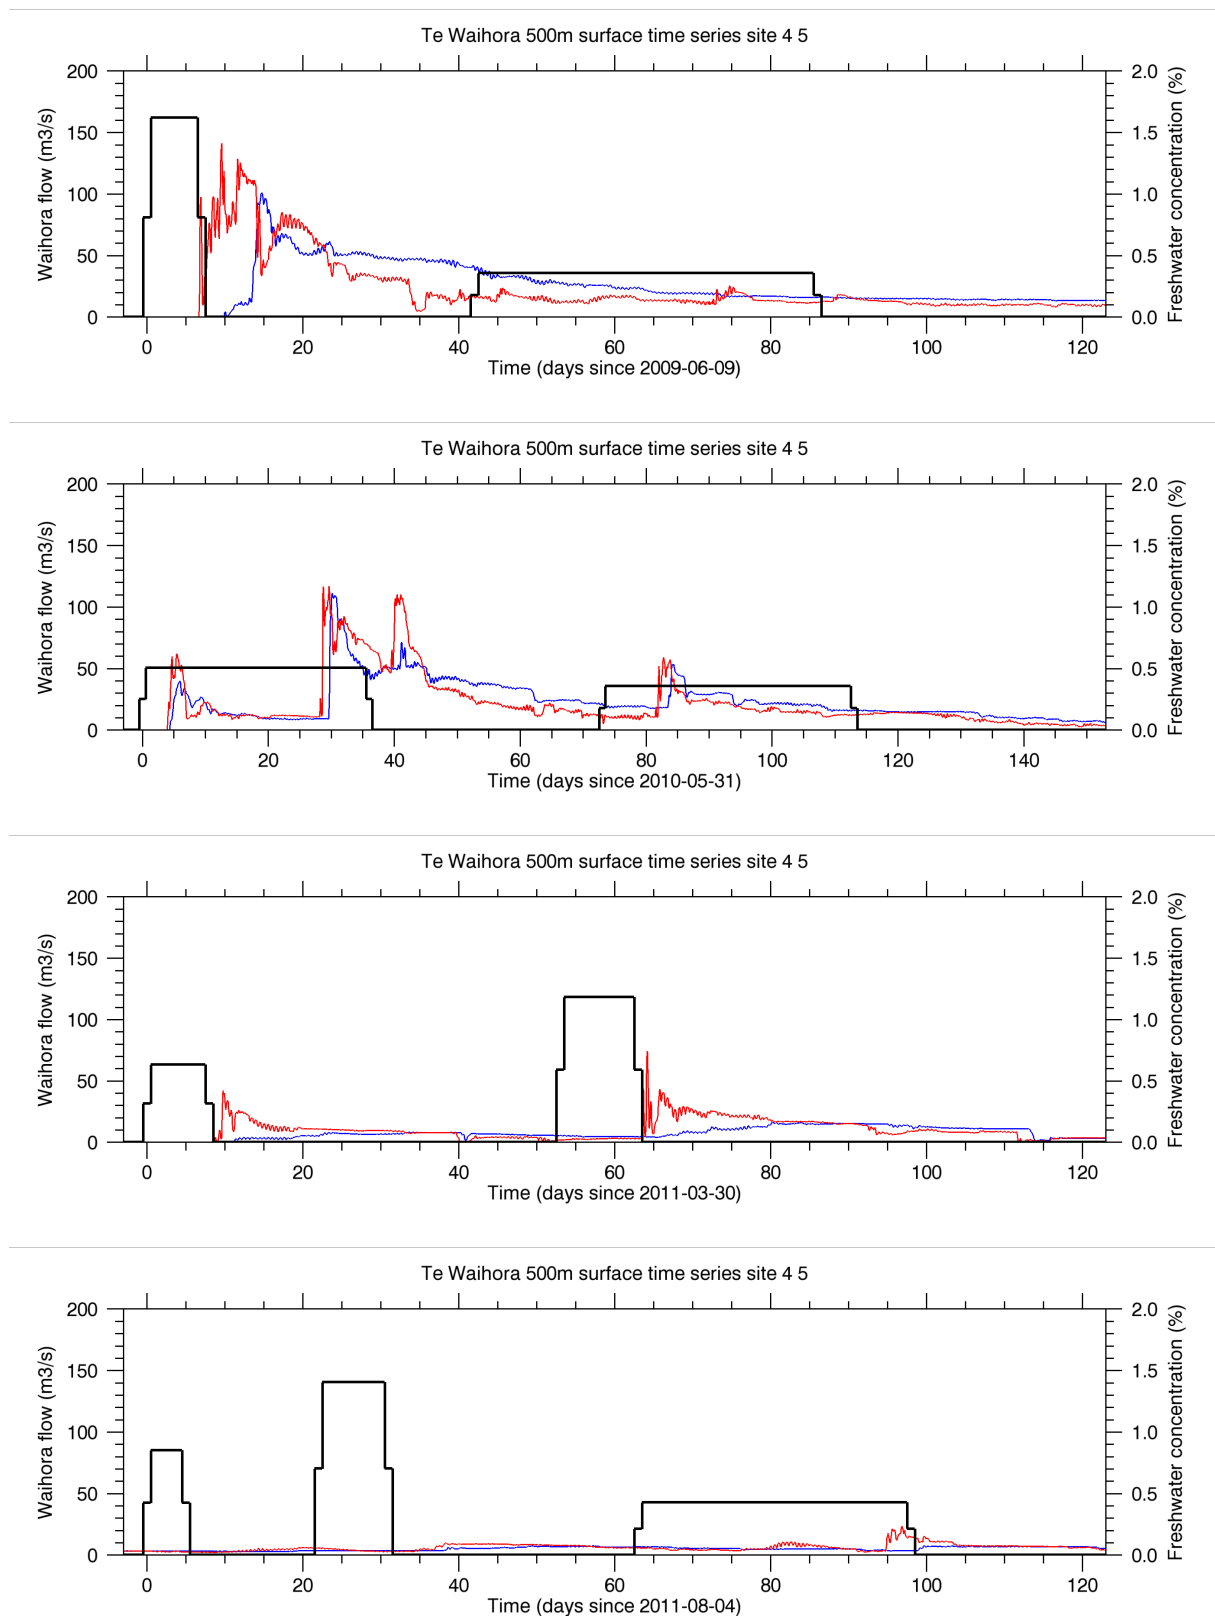 Te Waihora 500m surface time series site 4 5
200 2.0
150 1.5
100 1.0
50 0.5
0 0.0
Waihora flow (m3/s)
Freshwater concentration (%)
0 20 40 60 80 100 120
Time (days since 2009-06-09)
Te Waihora 500m surface time series site 4 5
200 2.0
150 1.5
100 1.0
50 0.5
0 0.0
Waihora flow (m3/s)
Freshwater concentration (%)
0 20 40 60 80 100 120 140
Time (days since 2010-05-31)
Te Waihora 500m surface time series site 4 5
200 2.0
150 1.5
100 1.0
50 0.5
0 0.0
Waihora flow (m3/s)
Freshwater concentration (%)
0 20 40 60 80 100 120
Time (days since 2011-03-30)
Te Waihora 500m surface time series site 4 5
200 2.0
150 1.5
100 1.0
50 0.5
0 0.0
Waihora flow (m3/s)
Freshwater concentration (%)
0 20 40 60 80 100 120
Time (days since 2011-08-04)